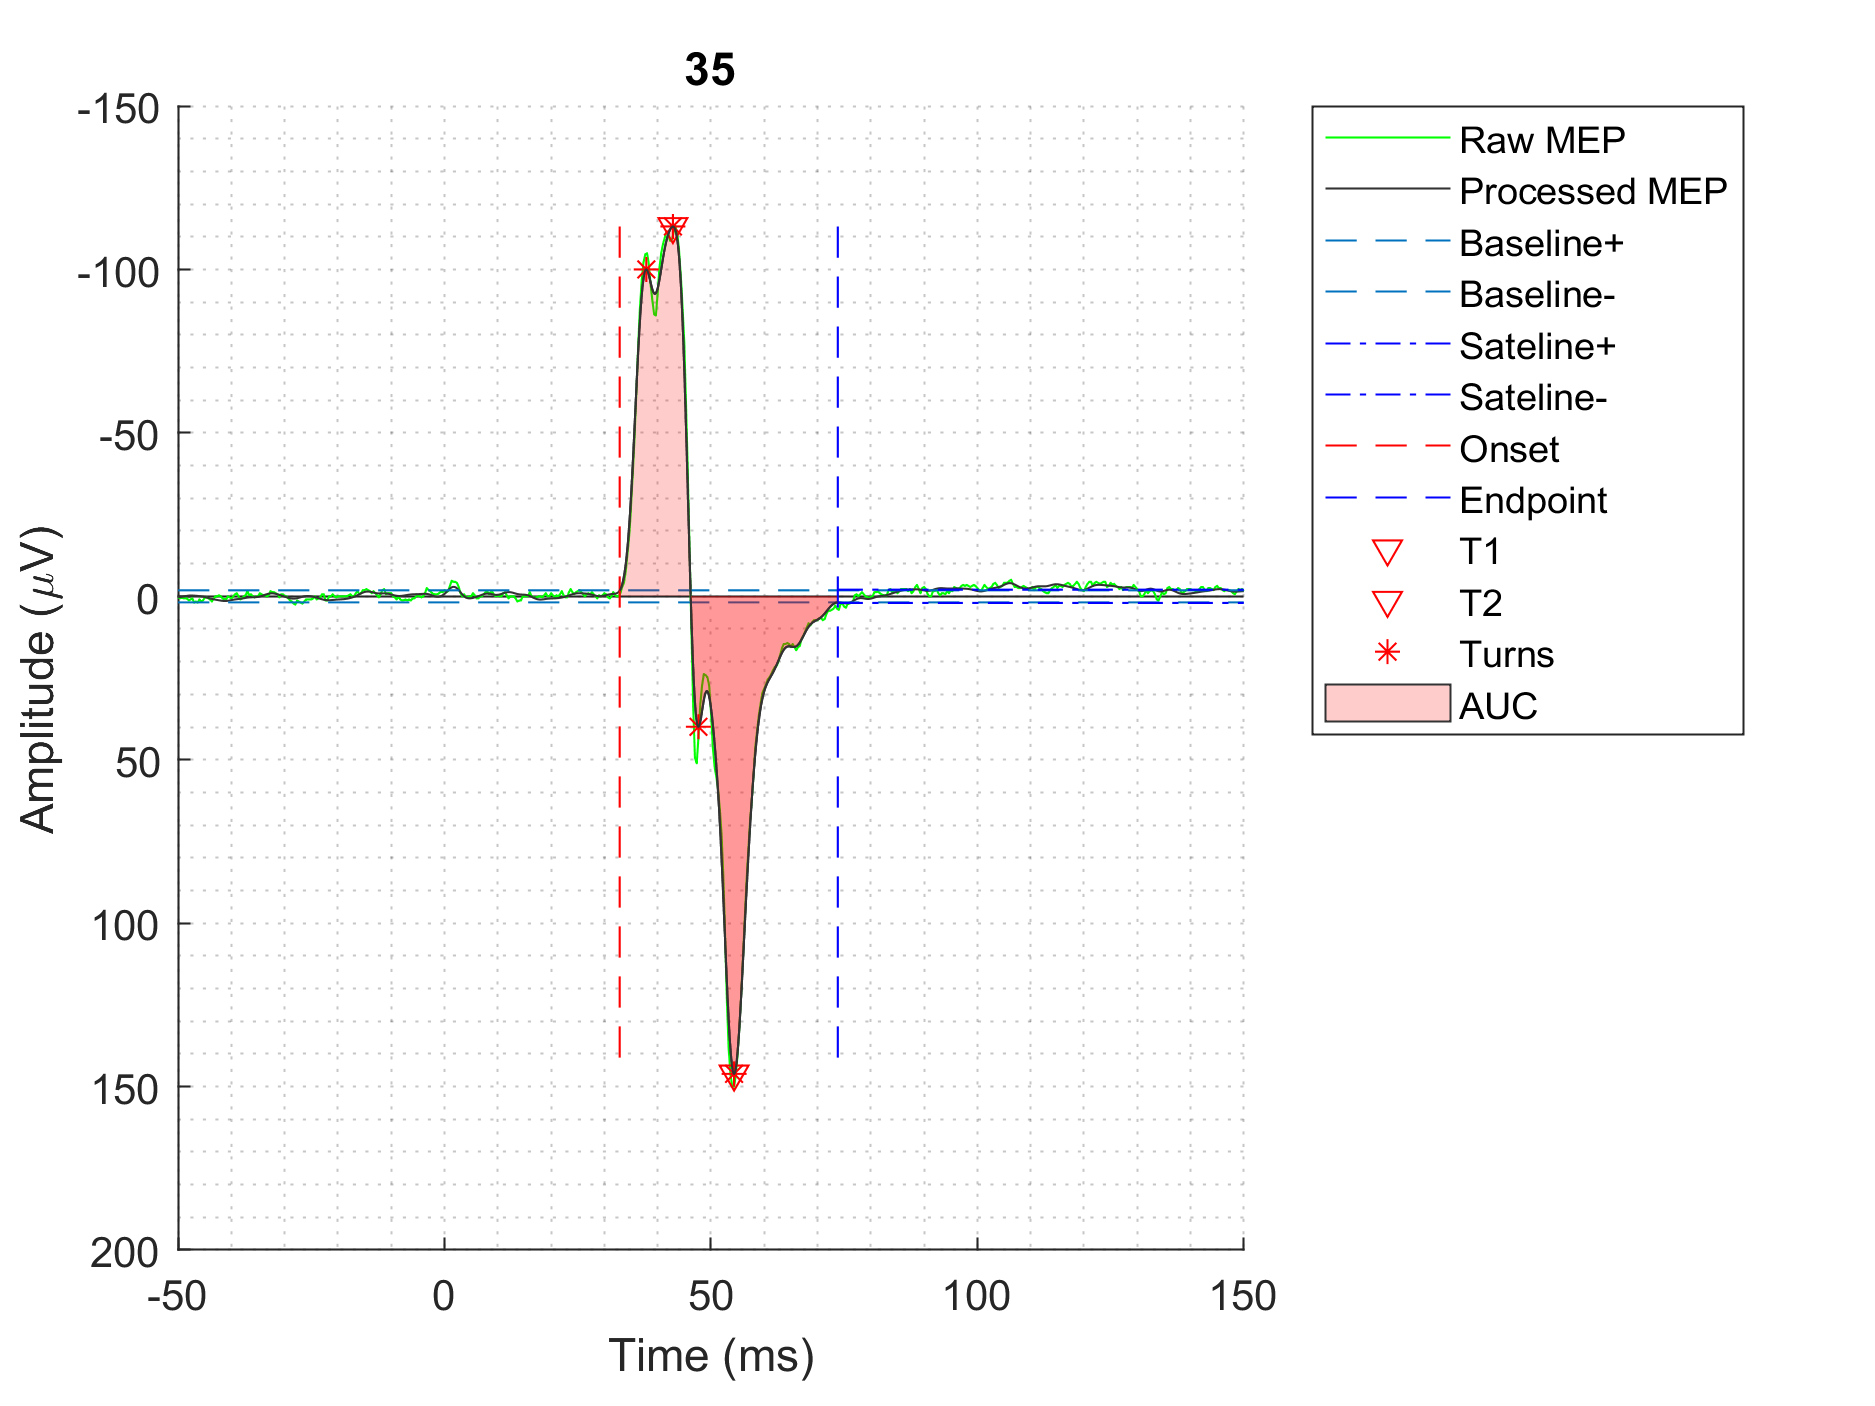 35
-150
-100
-50
0
50
100
150
200
Amplitude (μV)
-50 0 50 100 150
Time (ms)
Raw MEP
Processed MEP
Baseline+
Baseline-
Sateline+
Sateline-
Onset
Endpoint
T1
T2
Turns
AUC